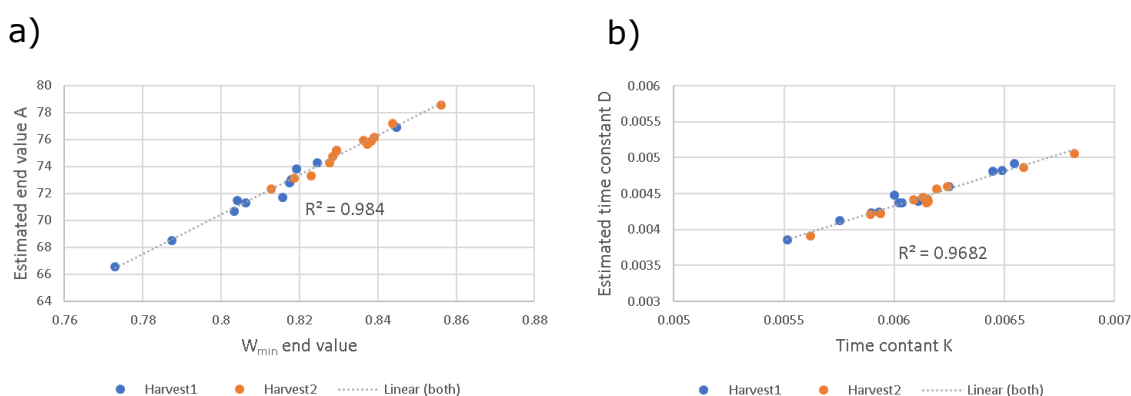 a)
Estimated end value A
80
78
76
74
72
70
68
66
64
R² = 0.984
0.76 0.78 0.8 0.82 0.84 0.86 0.88
Wmin end value
Harvest1 Harvest2 Linear (both)
b)
Estimated time constant D
0.006
0.0055
0.005
0.0045
0.004
0.0035
0.003
R² = 0.9682
0.005 0.0055 0.006 0.0065 0.007
Time contant K
Harvest1 Harvest2 Linear (both)